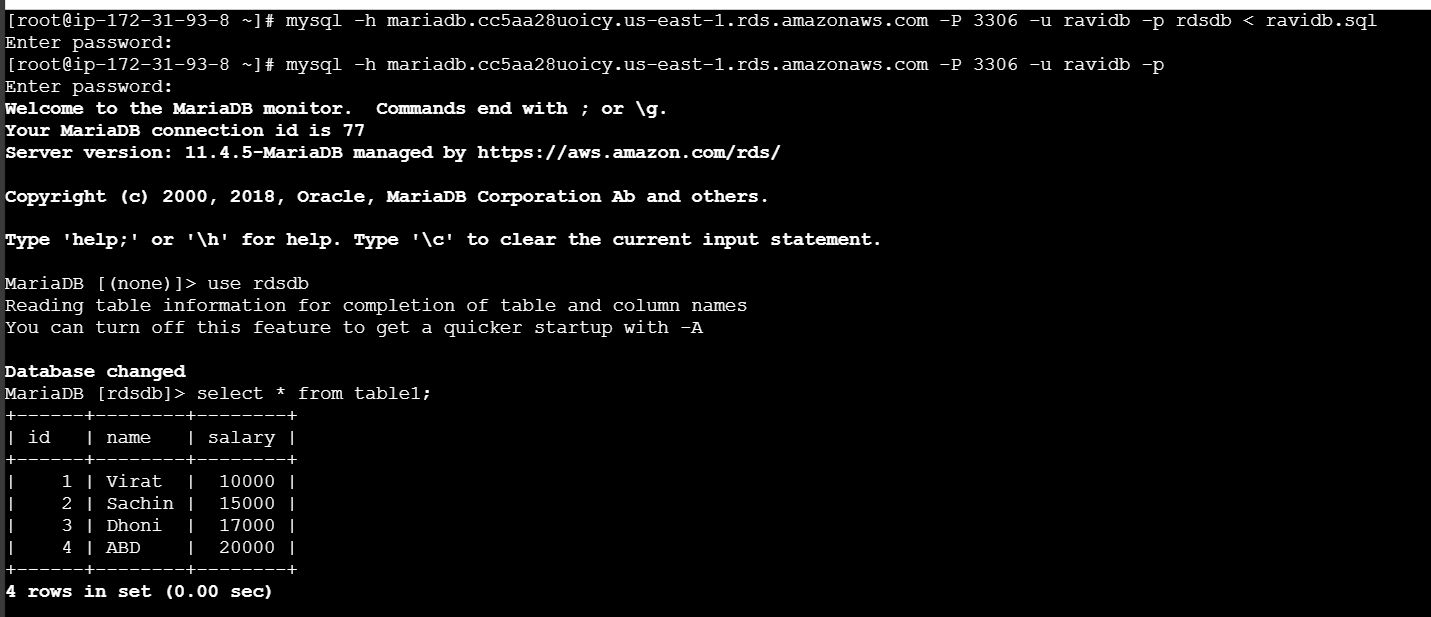 [root@ip-172-31-93-8 ~]# mysql -h mariadb.cc5aa28uoicy.us-east-1.rds.amazonaws.com -P 3306 -u ravidb -p rdsdb < ravidb.sql
Enter password:
[root@ip-172-31-93-8 ~]# mysql -h mariadb.cc5aa28uoicy.us-east-1.rds.amazonaws.com -P 3306 -u ravidb -p
Enter password:
Welcome to the MariaDB monitor.  Commands end with ; or \g.
Your MariaDB connection id is 77
Server version: 11.4.5-MariaDB managed by https://aws.amazon.com/rds/

Copyright (c) 2000, 2018, Oracle, MariaDB Corporation Ab and others.

Type 'help;' or '\h' for help. Type '\c' to clear the current input statement.

MariaDB [(none)]> use rdsdb
Reading table information for completion of table and column names
You can turn off this feature to get a quicker startup with -A

Database changed
MariaDB [rdsdb]> select * from table1;
+------+--------+--------+
| id   | name   | salary |
+------+--------+--------+
|    1 | Virat  |  10000 |
|    2 | Sachin |  15000 |
|    3 | Dhoni  |  17000 |
|    4 | ABD    |  20000 |
+------+--------+--------+
4 rows in set (0.00 sec)